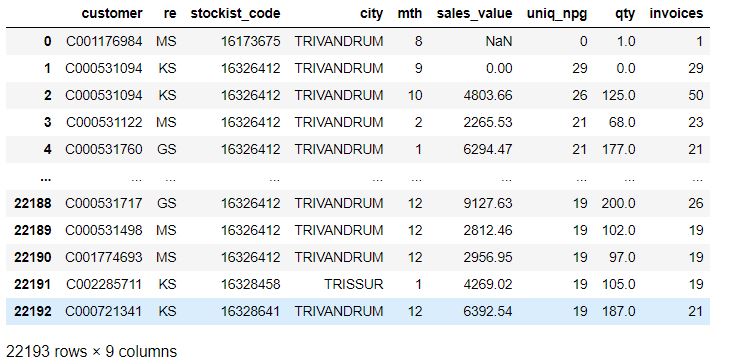 customer re stockist_code city mth sales_value uniq_npg qty invoices
0 C001176984 MS 16173675 TRIVANDRUM 8 NaN 0 1.0 1
1 C000531094 KS 16326412 TRIVANDRUM 9 0.00 29 0.0 29
2 C000531094 KS 16326412 TRIVANDRUM 10 4803.66 26 125.0 50
3 C000531122 MS 16326412 TRIVANDRUM 2 2265.53 21 68.0 23
4 C000531760 GS 16326412 TRIVANDRUM 1 6294.47 21 177.0 21
... ... ... ... ... ... ... ... ... ...
22188 C000531717 GS 16326412 TRIVANDRUM 12 9127.63 19 200.0 26
22189 C000531498 MS 16326412 TRIVANDRUM 12 2812.46 19 102.0 19
22190 C001774693 MS 16326412 TRIVANDRUM 12 2956.95 19 97.0 19
22191 C002285711 KS 16328458 TRISSUR 1 4269.02 19 105.0 19
22192 C000721341 KS 16328641 TRIVANDRUM 12 6392.54 19 187.0 21
22193 rows × 9 columns